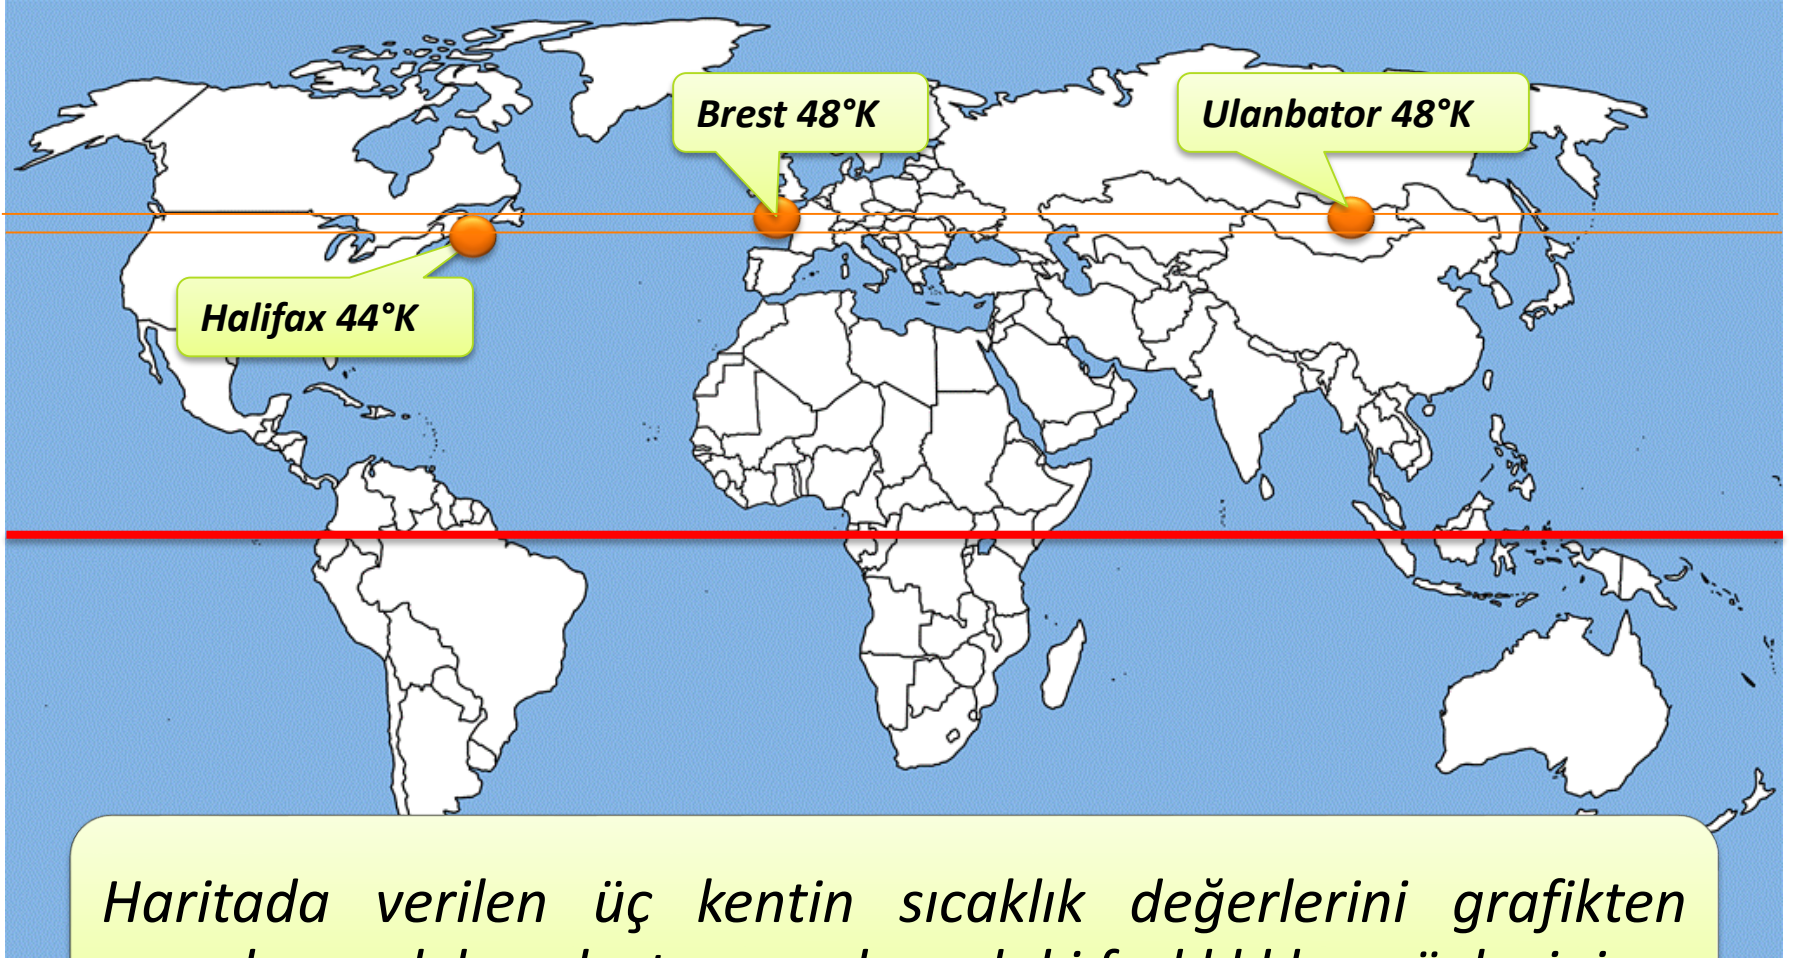 Brest 48°K
Ulanbator 48°K
Halifax 44°K
Haritada verilen üç kentin sıcaklık değerlerini grafikten